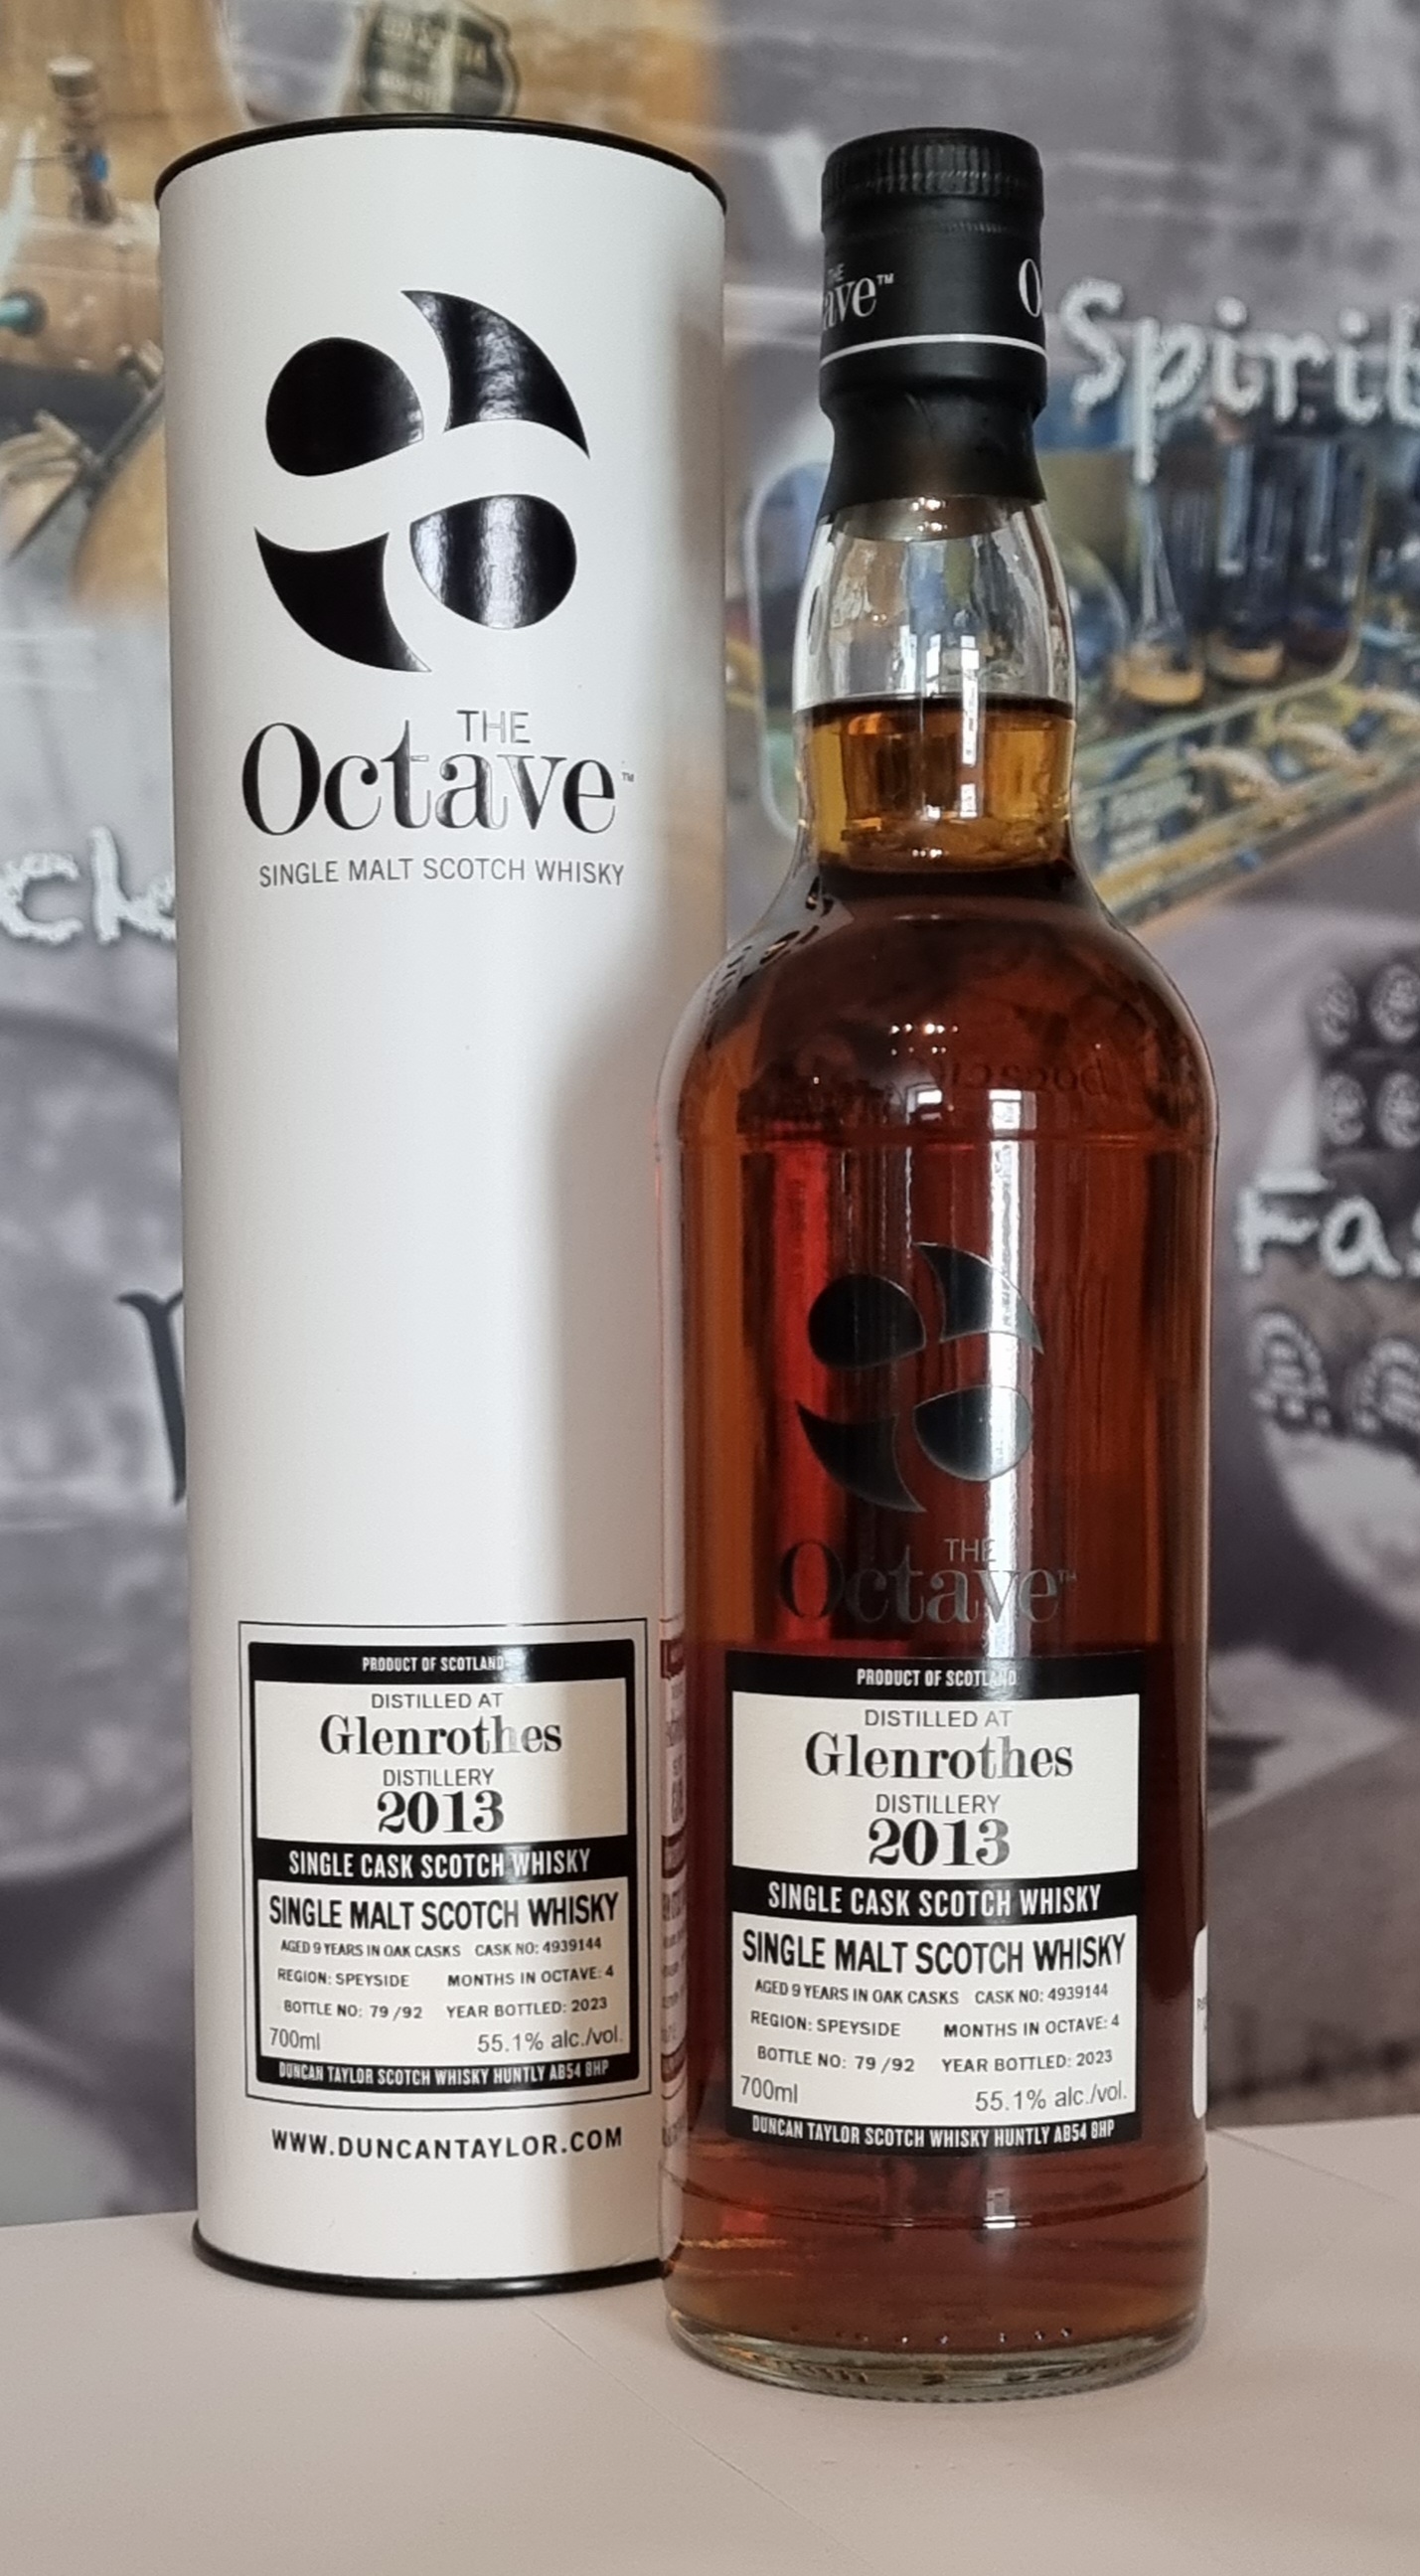 THE
Octave™
SINGLE MALT SCOTCH WHISKY
PRODUCT OF SCOTLAND
DISTILLED AT
Glenrothes
DISTILLERY
2013
SINGLE CASK SCOTCH WHISKY
SINGLE MALT SCOTCH WHISKY
AGED 9 YEARS IN OAK CASKS CASK NO: 4939144
REGION: SPEYSIDE MONTHS IN OCTAVE: 4
BOTTLE NO: 79 /92 YEAR BOTTLED: 2023
700ml 55.1% alc./vol.
DUNCAN TAYLOR SCOTCH WHISKY HUNTLY AB54 8HP
WWW.DUNCANTAYLOR.COM
THE
tave™ O
THE
Octave™
PRODUCT OF SCOTLAND
DISTILLED AT
Glenrothes
DISTILLERY
2013
SINGLE CASK SCOTCH WHISKY
SINGLE MALT SCOTCH WHISKY
AGED 9 YEARS IN OAK CASKS CASK NO: 4939144
REGION: SPEYSIDE MONTHS IN OCTAVE: 4
BOTTLE NO: 79 /92 YEAR BOTTLED: 2023
700ml 55.1% alc./vol.
DUNCAN TAYLOR SCOTCH WHISKY HUNTLY AB54 8HP
Spirit
Fas